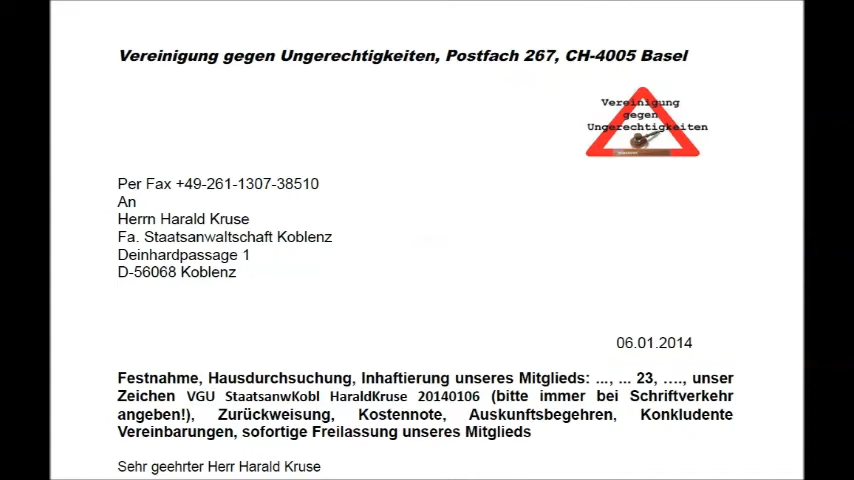 Vereinigung gegen Ungerechtigkeiten, Postfach 267, CH-4005 Basel
Vereinigung
gegen
Ungerechtigkeiten
Per Fax +49-261-1307-38510
An
Herrn Harald Kruse
Fa. Staatsanwaltschaft Koblenz
Deinhardpassage 1
D-56068 Koblenz
06.01.2014
Festnahme, Hausdurchsuchung, Inhaftierung unseres Mitglieds: ..., ... 23, ...., unser
Zeichen VGU StaatsanwKobl HaraldKruse 20140106 (bitte immer bei Schriftverkehr
angeben!), Zurückweisung, Kostennote, Auskunftsbegehren, Konkludente
Vereinbarungen, sofortige Freilassung unseres Mitglieds
Sehr geehrter Herr Harald Kruse